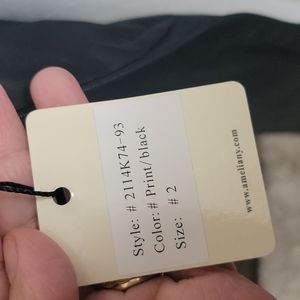 Style: # 2114K74-93
Color:# Print/black
Size: # 2
www.ameliany.com